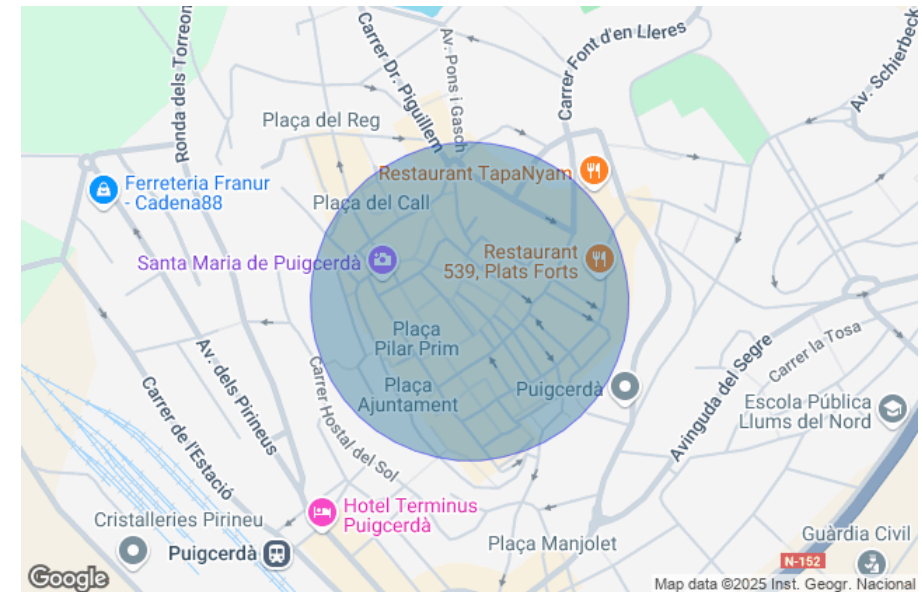 Carrer Dr. Piguillem
Av. Pons i Gasch
Carrer Font d'en Lleres
Av. Schierbeck
Ronda dels Torreon
Plaça del Reg
Restaurant TapaNyam
Ferreteria Franur
- Cadena88
Plaça del Call
Santa Maria de Puigcerdà
Restaurant
539, Plats Forts
Plaça
Pilar Prim
Plaça
Ajuntament
Puigcerdà
Avinguda del Segre
Carrer la Tosa
Escola Pública
Llums del Nord
Av. dels Pirineus
Carrer Hostal del Sol
Carrer de l'Estació
Hotel Terminus
Puigcerdà
Cristalleries Pirineu
Puigcerdà
Plaça Manjolet
Guàrdia Civil
N-152
Google
Map data ©2025 Inst. Geogr. Nacional